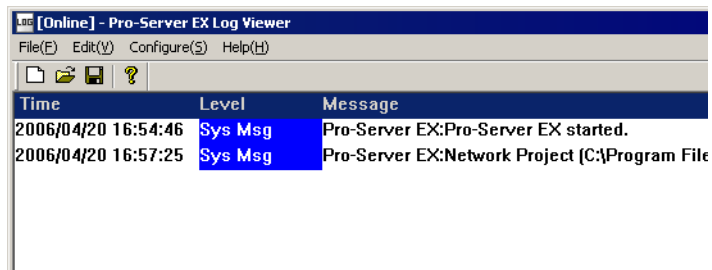 LOG [Online] - Pro-Server EX Log Viewer
File(F) Edit(V) Configure(S) Help(H)
Time Level Message
2006/04/20 16:54:46 Sys Msg Pro-Server EX:Pro-Server EX started.
2006/04/20 16:57:25 Sys Msg Pro-Server EX:Network Project (C:\Program File